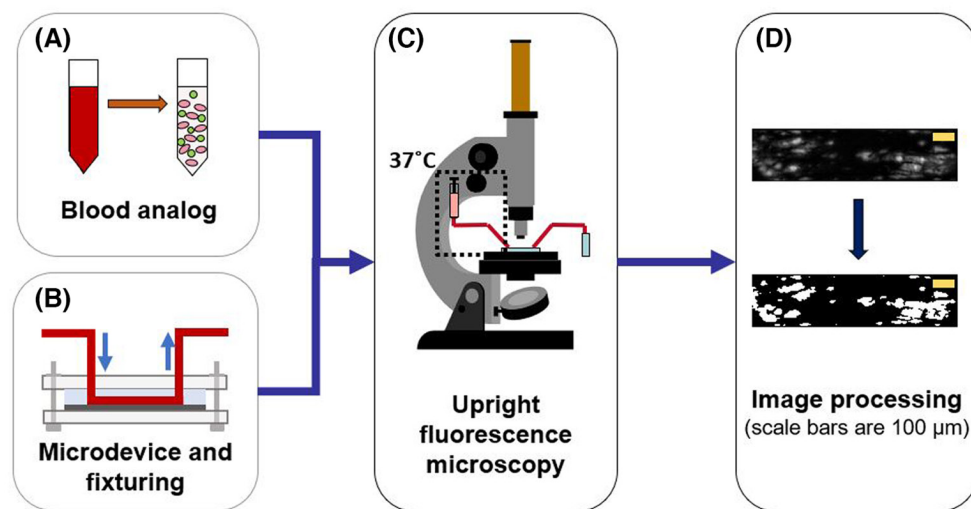 (A)
Blood analog
(B)
Microdevice and
fixturing
(C)
37°C
Upright
fluorescence
microscopy
(D)
Image processing
(scale bars are 100 µm)